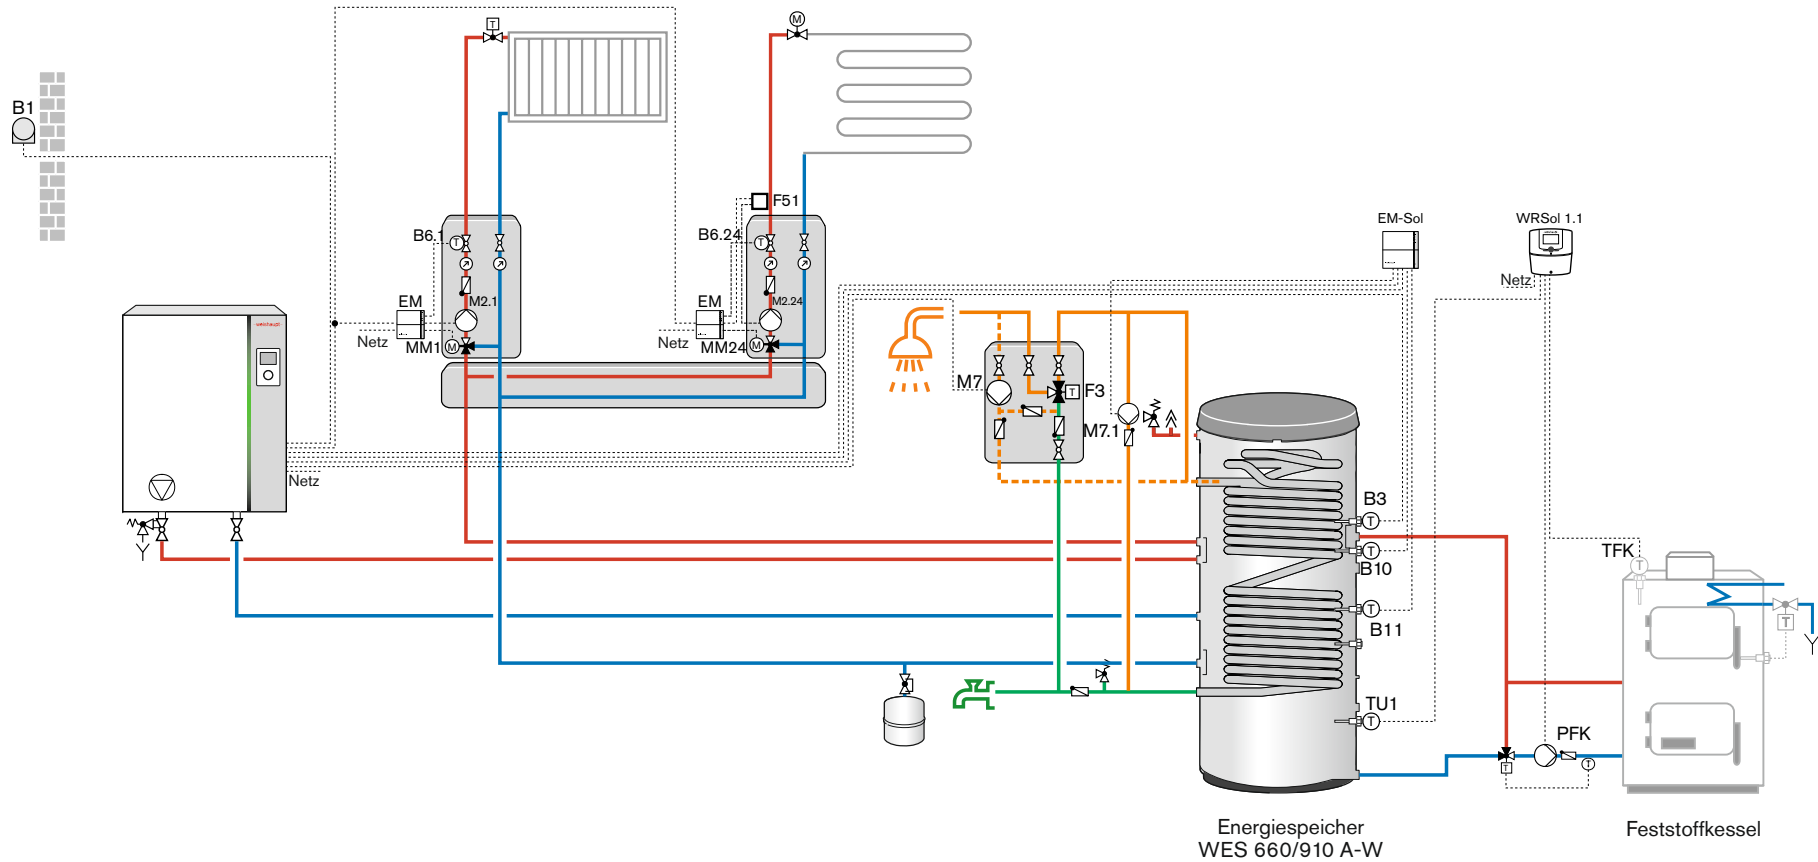 T
M
B1
F51
B6.1
T
B6.24
T
EM-Sol
WRSol 1.1
Netz
EM
M2.1
EM
M2.24
weishaupt
Netz
MM1
M
Netz
MM24
M
M7
T
F3
M7.1
Netz
B3
T
T
B10
TFK
T
T
B11
T
TU1
T
PFK
T
T
Energiespeicher
WES 660/910 A-W
Feststoffkessel